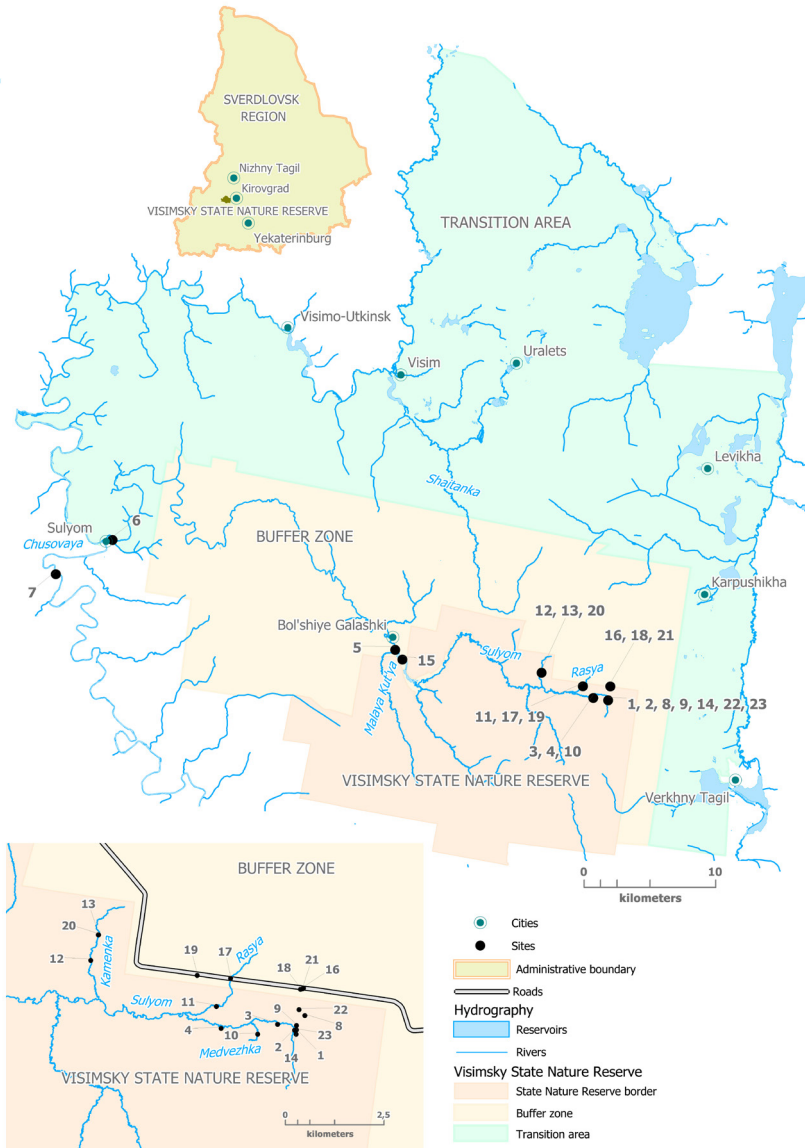 SVERDLOVSK
REGION
Nizhny Tagil
Kirovgrad
VISIMSKY STATE NATURE RESERVE
Yekaterinburg
TRANSITION AREA
Visimo-Utkinsk
Visim
Uralets
Levikha
Shaitanka
6
Sulyom
Chusovaya
BUFFER ZONE
7
Karpushikha
12, 13, 20
Bol'shiye Galashki
16, 18, 21
5
Sulyom
15
Rasya
Malaya Kut'ya
1, 2, 8, 9, 14, 22, 23
11, 17, 19
3, 4, 10
VISIMSKY STATE NATURE RESERVE
Verkhny Tagil
0 10
kilometers
BUFFER ZONE
13
20
19
17
Rasya
21
18
16
12
Kamenka
Sulyom
11
3
9
22
4
10
8
Medvezhka
2
23
14
1
VISIMSKY STATE NATURE RESERVE
0 2,5
kilometers
Cities
Sites
Administrative boundary
Roads
Hydrography
Reservoirs
Rivers
Visimsky State Nature Reserve
State Nature Reserve border
Buffer zone
Transition area